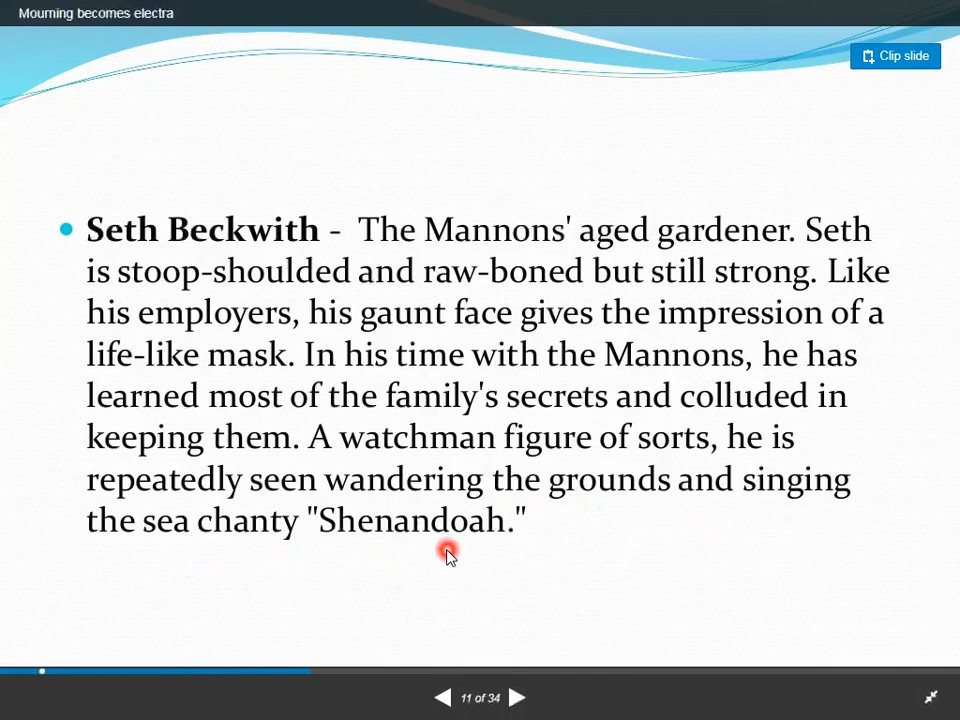 Mourning becomes electra
Clip slide
Seth Beckwith - The Mannons' aged gardener. Seth
is stoop-shoulded and raw-boned but still strong. Like
his employers, his gaunt face gives the impression of a
life-like mask. In his time with the Mannons, he has
learned most of the family's secrets and colluded in
keeping them. A watchman figure of sorts, he is
repeatedly seen wandering the grounds and singing
the sea chanty "Shenandoah."
11 of 34